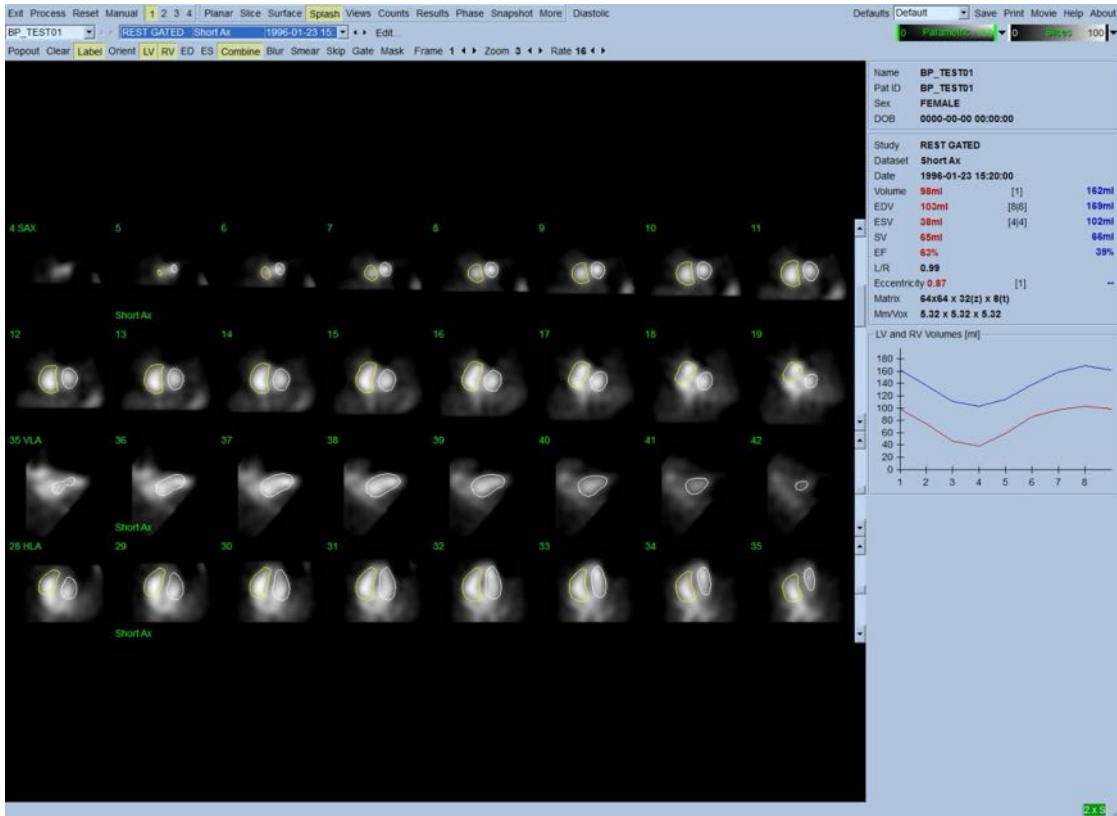 Exit Process Reset Manual 1 2 3 4 Planar Slice Surface Splash Views Counts Results Phase Snapshot More Diastolic Defaults Default Save Print Movie Help About
BP_TEST01 REST GATED Short Ax 1996-01-23 15: Edit... 0 Parametric 0 Slices 100
Popout Clear Label Orient LV RV ED ES Combine Blur Smear Skip Gate Mask Frame 1 Zoom 3 Rate 16
Name BP_TEST01
Pat ID BP_TEST01
Sex FEMALE
DOB 0000-00-00 00:00:00
Study REST GATED
Dataset Short Ax
Date 1996-01-23 15:20:00
Volume 98ml [1] 162ml
EDV 103ml [8|8] 169ml
ESV 38ml [4|4] 102ml
SV 65ml 66ml
EF 63% 39%
L/R 0.99
Eccentricity 0.87 [1] --
Matrix 64x64 x 32(z) x 8(t)
Mm/Vox 5.32 x 5.32 x 5.32
LV and RV Volumes [ml]
180
160
140
120
100
80
60
40
20
0
1 2 3 4 5 6 7 8
4 SAX 5 6 7 8 9 10 11
Short Ax
12 13 14 15 16 17 18 19
35 VLA 36 37 38 39 40 41 42
Short Ax
28 HLA 29 30 31 32 33 34 35
Short Ax
2 x S